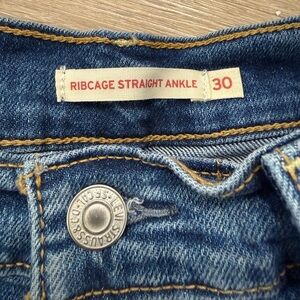 RIBCAGE STRAIGHT ANKLE 30
LEVI STRAUSS & CO.